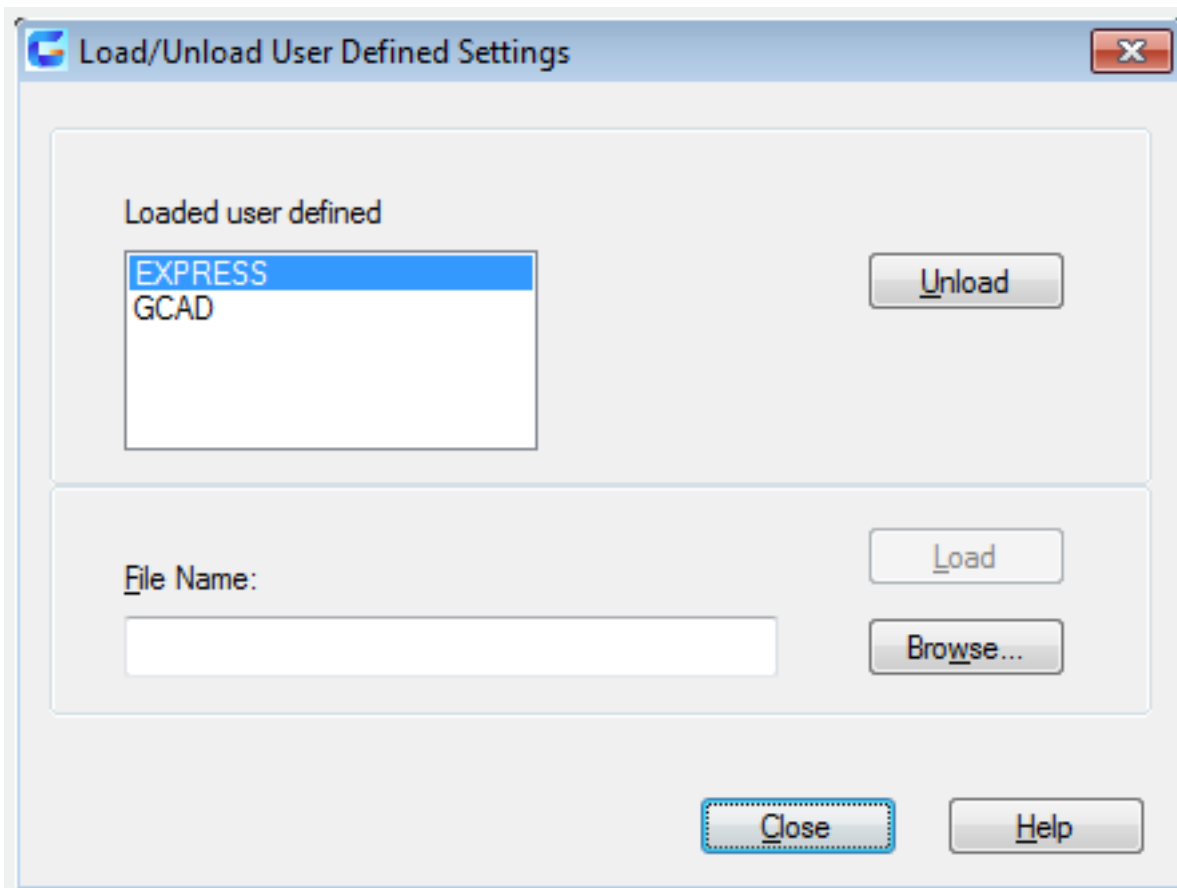 Load/Unload User Defined Settings
Loaded user defined
EXPRESS
GCAD
Unload
Load
File Name:
Browse...
Close
Help